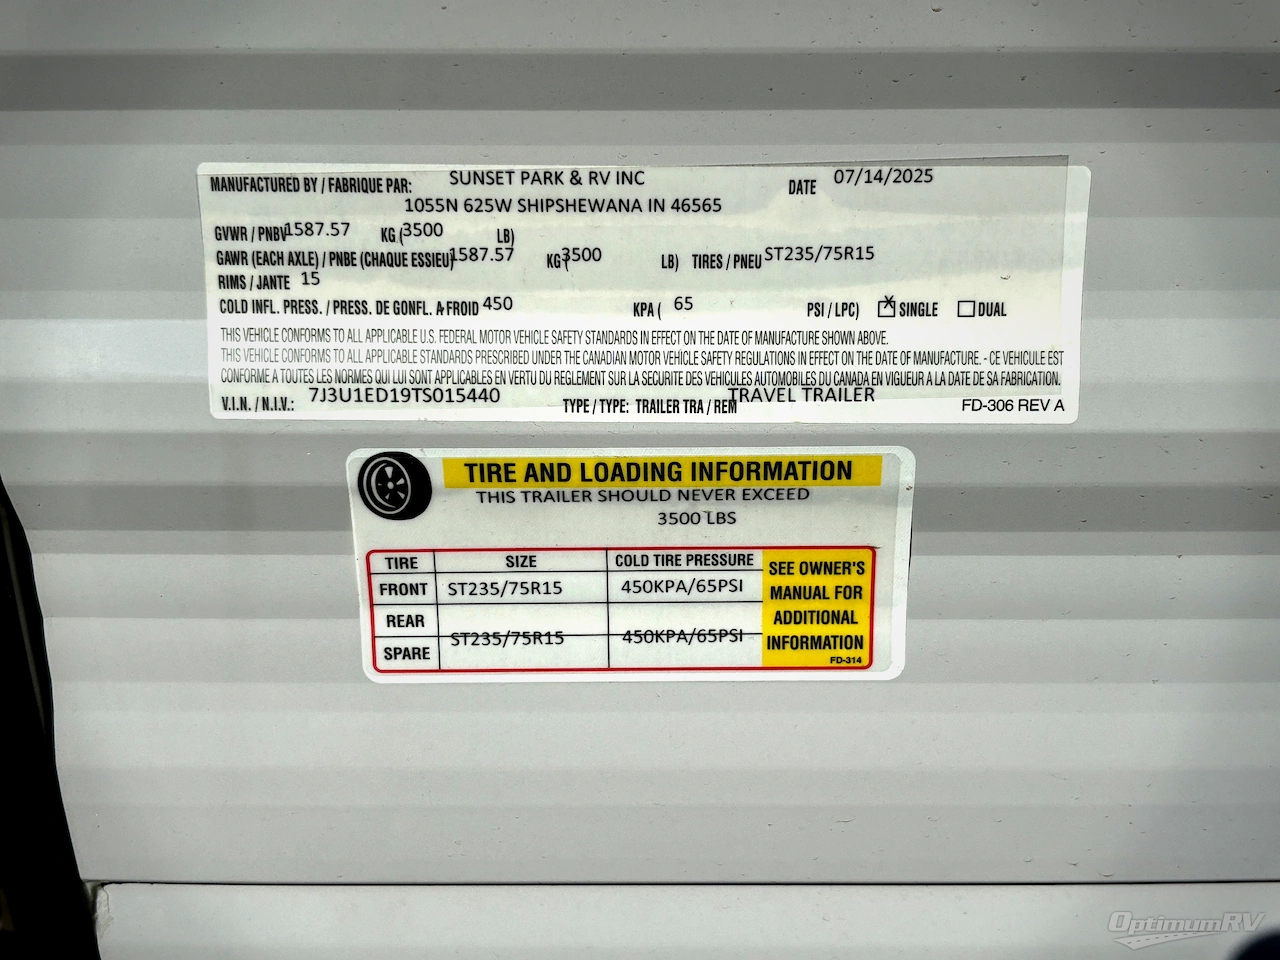 MANUFACTURED BY / FABRIQUE PAR: SUNSET PARK & RV INC DATE 07/14/2025
1055N 625W SHIPSHEWANA IN 46565
GVWR / PNBV 1587.57 KG (3500 LB)
GAWR (EACH AXLE) / PNBE (CHAQUE ESSIEU) 1587.57 KG (3500 LB) TIRES / PNEU ST235/75R15
RIMS / JANTE 15
COLD INFL. PRESS. / PRESS. DE GONFL. A FROID 450 KPA ( 65 PSI / LPC) X SINGLE DUAL
THIS VEHICLE CONFORMS TO ALL APPLICABLE U.S. FEDERAL MOTOR VEHICLE SAFETY STANDARDS IN EFFECT ON THE DATE OF MANUFACTURE SHOWN ABOVE.
THIS VEHICLE CONFORMS TO ALL APPLICABLE STANDARDS PRESCRIBED UNDER THE CANADIAN MOTOR VEHICLE SAFETY REGULATIONS IN EFFECT ON THE DATE OF MANUFACTURE. - CE VEHICULE EST
CONFORME A TOUTES LES NORMES QUI LUI SONT APPLICABLES EN VERTU DU REGLEMENT SUR LA SECURITE DES VEHICULES AUTOMOBILES DU CANADA EN VIGUEUR A LA DATE DE SA FABRICATION.
V.I.N. / N.I.V.: 7J3U1ED19TS015440 TYPE / TYPE: TRAILER TRA / REM TRAVEL TRAILER FD-306 REV A
TIRE AND LOADING INFORMATION
THIS TRAILER SHOULD NEVER EXCEED
3500 LBS
TIRE SIZE COLD TIRE PRESSURE
FRONT ST235/75R15 450KPA/65PSI
REAR
ST235/75R15 450KPA/65PSI
SPARE
SEE OWNER'S
MANUAL FOR
ADDITIONAL
INFORMATION
FD-314
OptimumRV